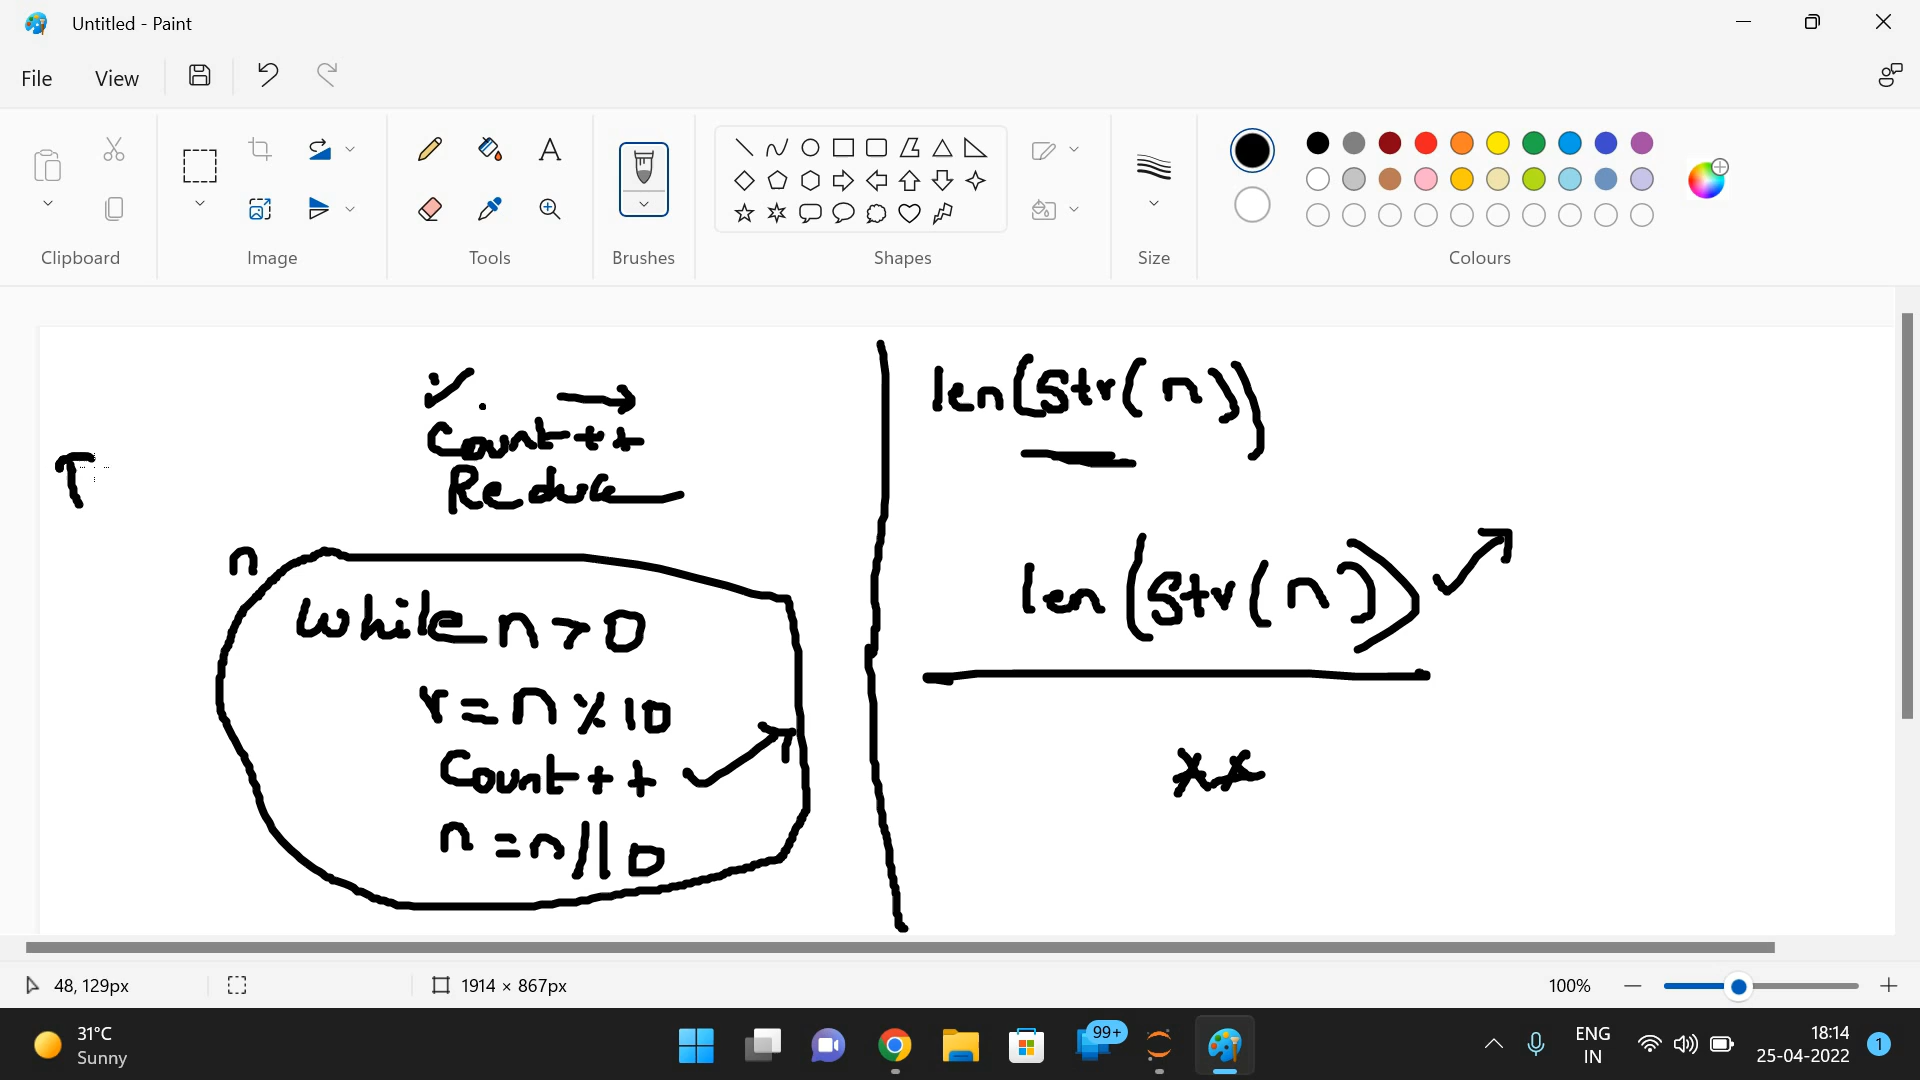 Untitled - Paint
File View
Clipboard Image Tools Brushes Shapes Size Colours
%. →
Count++
Reduce
T
n
While n>0
r=n%10
Count++
n=n//0
len(str(n))
len(str(n))
**
48, 129px
1914 × 867px
100%
31°C
Sunny
99+
ENG
IN
18:14
25-04-2022
1